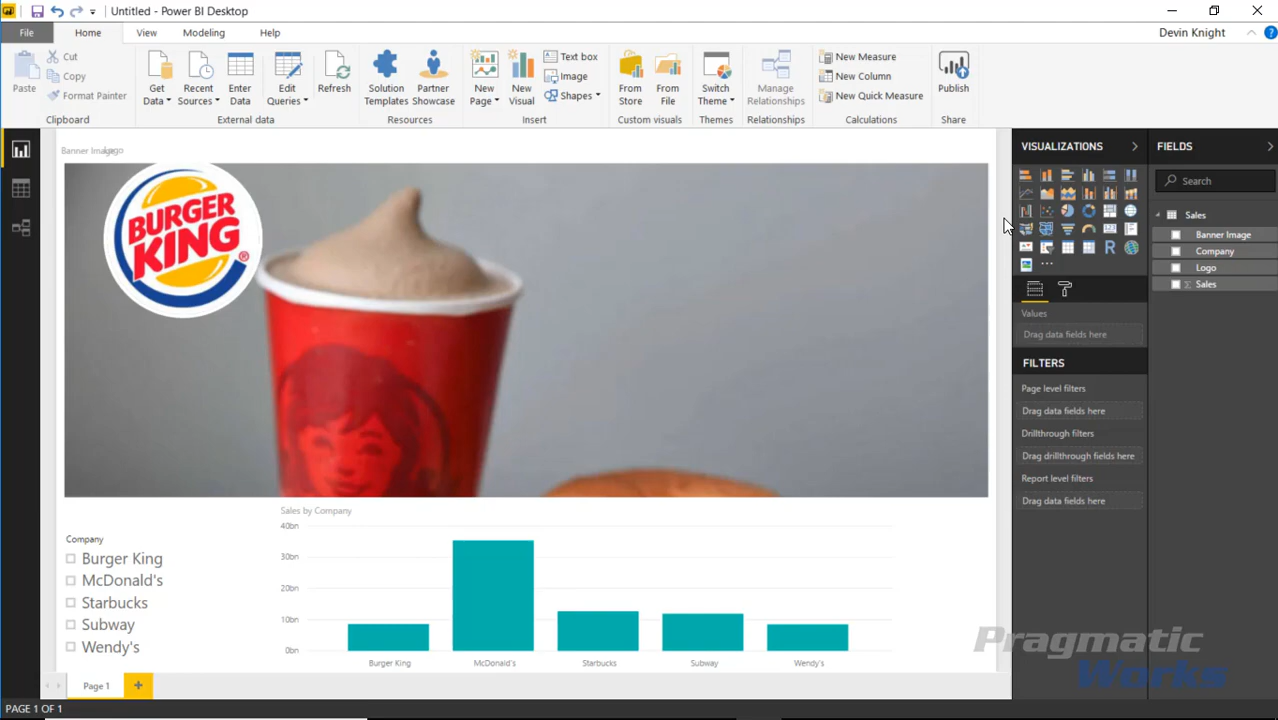 Untitled - Power BI Desktop
File Home View Modeling Help Devin Knight
Paste Cut
Copy
Format Painter
Get Data Recent Sources Enter Data Edit Queries Refresh
Solution Templates Partner Showcase
New Page New Visual Text box
Image
Shapes
From Store From File Switch Theme Manage Relationships
New Measure
New Column
New Quick Measure
Publish
Clipboard External data Resources Insert Custom visuals Themes Relationships Calculations Share
Banner Image Logo
BURGER
KING
®
Sales by Company
40bn
30bn
20bn
10bn
0bn
Burger King McDonald's Starbucks Subway Wendy's
Company
Burger King
McDonald's
Starbucks
Subway
Wendy's
VISUALIZATIONS
R
Values
Drag data fields here
FILTERS
Page level filters
Drag data fields here
Drillthrough filters
Drag drillthrough fields here
Report level filters
Drag data fields here
FIELDS
Search
Sales
Banner Image
Company
Logo
Σ Sales
Pragmatic
Works
Page 1
PAGE 1 OF 1